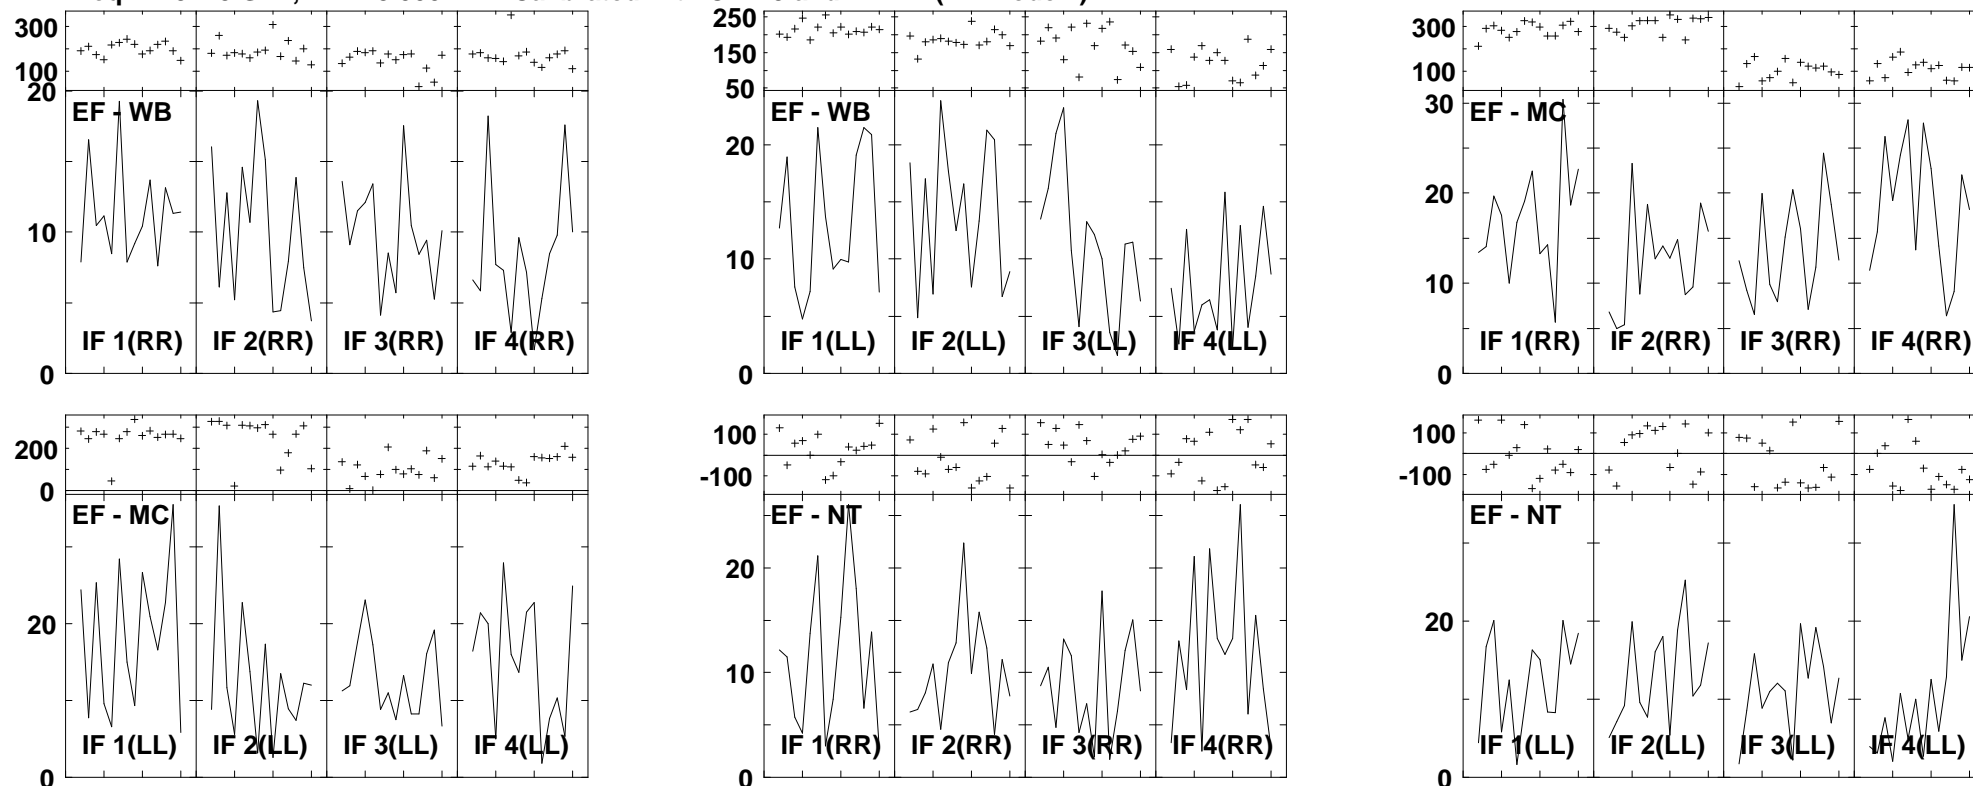 300
100
20
EF - WB
10
IF 1(RR) IF 2(RR) IF 3(RR) IF 4(RR)
0
250
150
50
EF - WB
20
10
IF 1(LL) IF 2(LL) IF 3(LL) IF 4(LL)
0
300
100
30
EF - MC
20
10
IF 1(RR) IF 2(RR) IF 3(RR) IF 4(RR)
0
200
0
EF - MC
20
IF 1(LL) IF 2(LL) IF 3(LL) IF 4(LL)
0
100
-100
EF - NT
20
10
IF 1(RR) IF 2(RR) IF 3(RR) IF 4(RR)
0
100
-100
EF - NT
20
IF 1(LL) IF 2(LL) IF 3(LL) IF 4(LL)
0